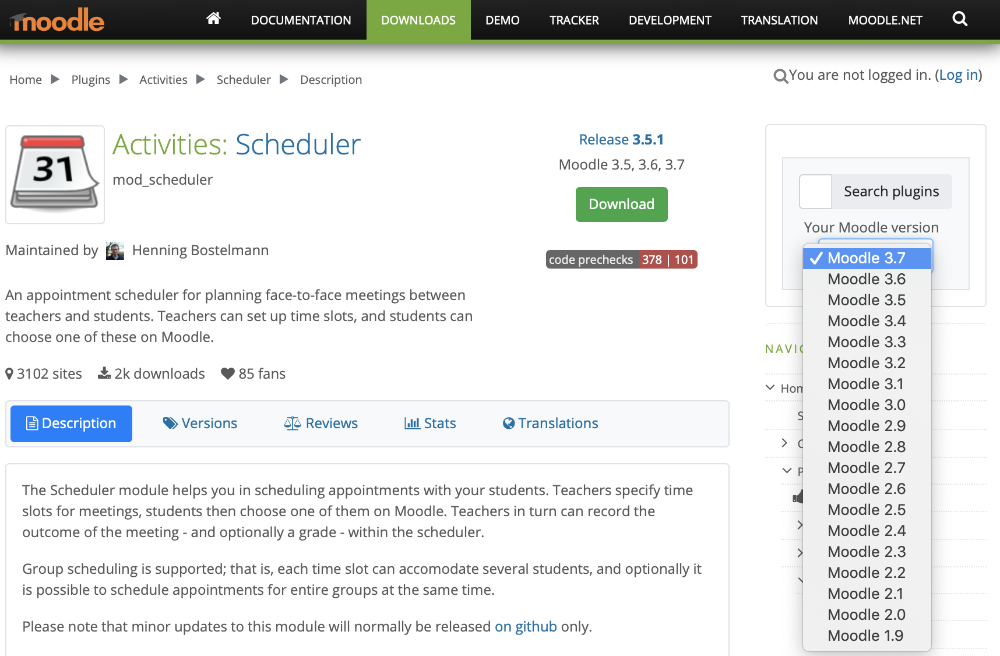 moodle
DOCUMENTATION DOWNLOADS DEMO TRACKER DEVELOPMENT TRANSLATION MOODLE.NET
Home Plugins Activities Scheduler Description
You are not logged in. (Log in)
31
Activities: Scheduler
mod_scheduler
Release 3.5.1
Moodle 3.5, 3.6, 3.7
Download
code prechecks 378 | 101
Maintained by Henning Bostelmann
An appointment scheduler for planning face-to-face meetings between
teachers and students. Teachers can set up time slots, and students can
choose one of these on Moodle.
3102 sites 2k downloads 85 fans
Description Versions Reviews Stats Translations
The Scheduler module helps you in scheduling appointments with your students. Teachers specify time
slots for meetings, students then choose one of them on Moodle. Teachers in turn can record the
outcome of the meeting - and optionally a grade - within the scheduler.
Group scheduling is supported; that is, each time slot can accomodate several students, and optionally it
is possible to schedule appointments for entire groups at the same time.
Please note that minor updates to this module will normally be released on github only.
Search plugins
Your Moodle version
Moodle 3.7
Moodle 3.6
Moodle 3.5
Moodle 3.4
Moodle 3.3
Moodle 3.2
Moodle 3.1
Moodle 3.0
Moodle 2.9
Moodle 2.8
Moodle 2.7
Moodle 2.6
Moodle 2.5
Moodle 2.4
Moodle 2.3
Moodle 2.2
Moodle 2.1
Moodle 2.0
Moodle 1.9